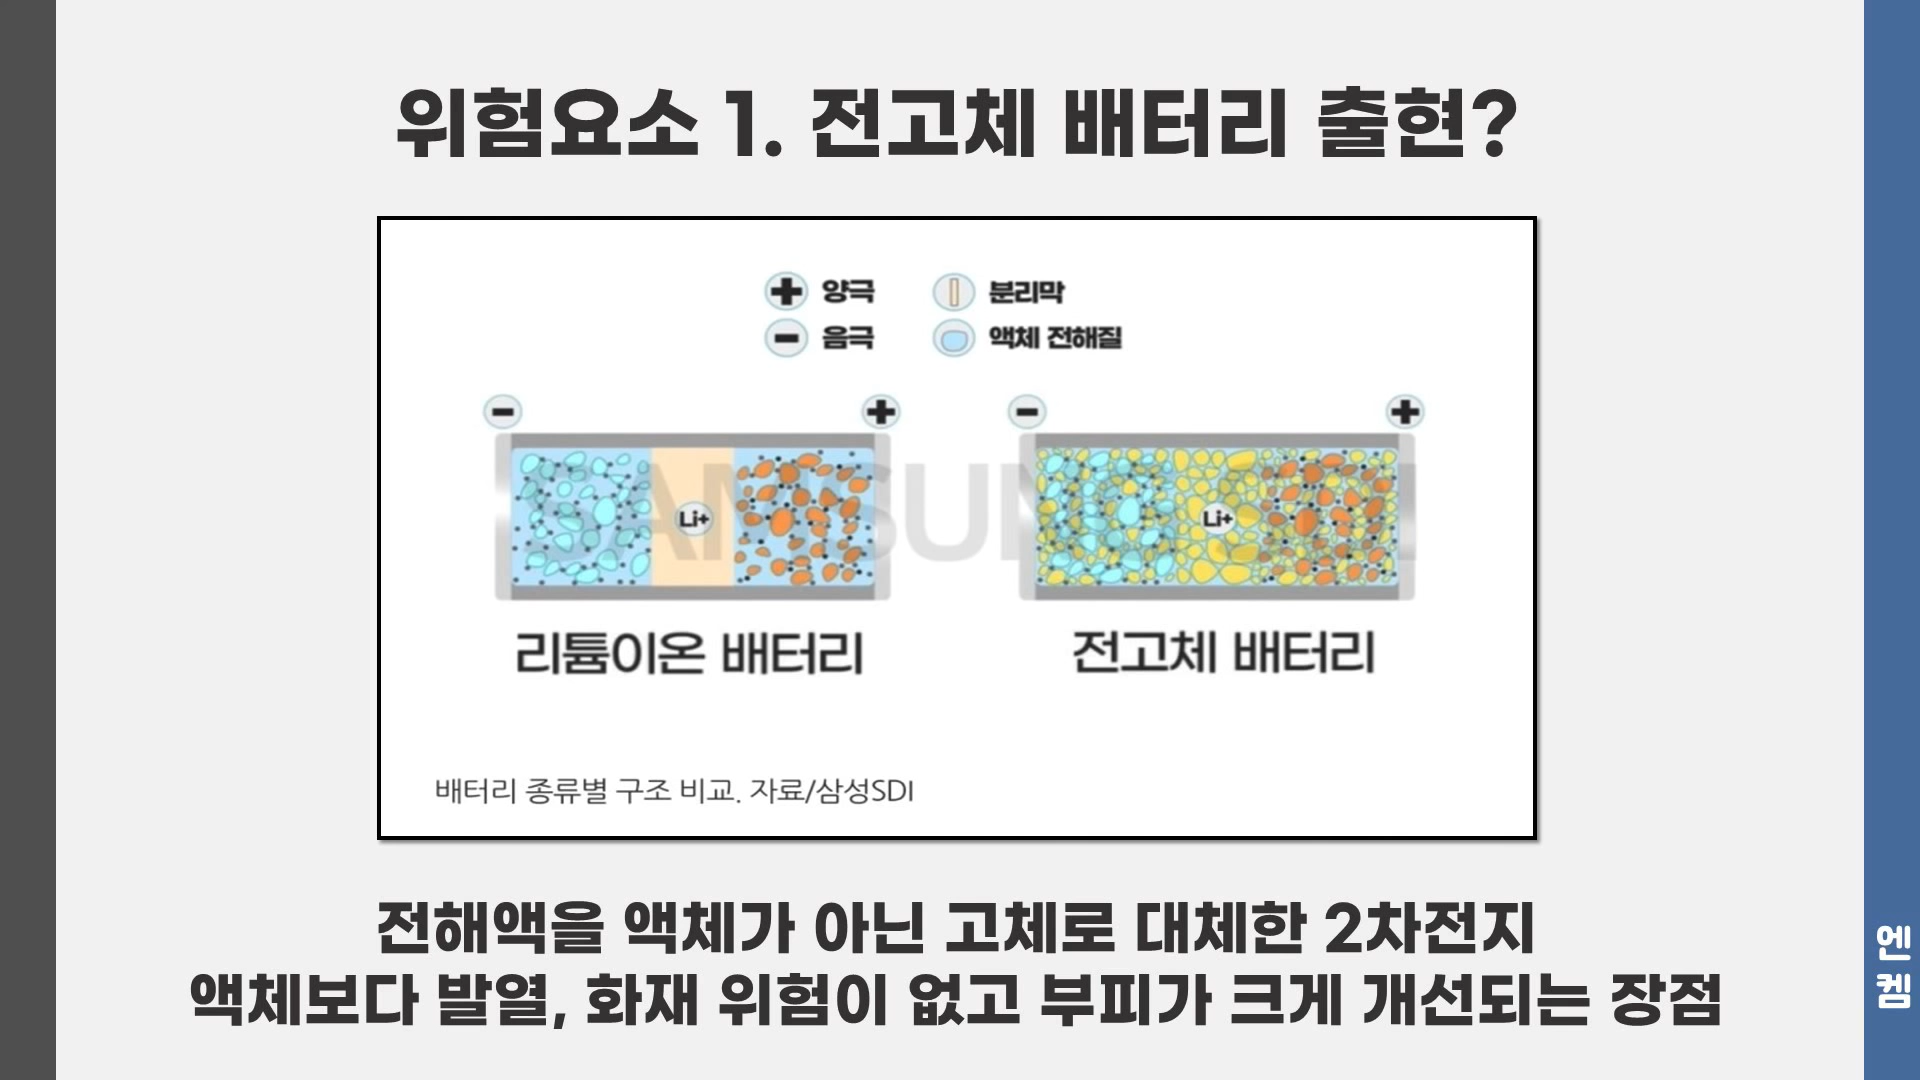 위험요소 1. 전고체 배터리 출현?
양극
분리막
음극
액체 전해질
Li+
Li+
리튬이온 배터리
전고체 배터리
배터리 종류별 구조 비교. 자료/삼성SDI
전해액을 액체가 아닌 고체로 대체한 2차전지
액체보다 발열, 화재 위험이 없고 부피가 크게 개선되는 장점
엔켐